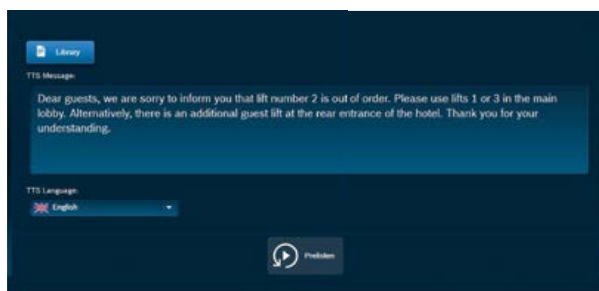 Library
TTS Message:
Dear guests, we are sorry to inform you that lift number 2 is out of order. Please use lifts 1 or 3 in the main
lobby. Alternatively, there is an additional guest lift at the rear entrance of the hotel. Thank you for your
understanding.
TTS Language:
English
Prelisten